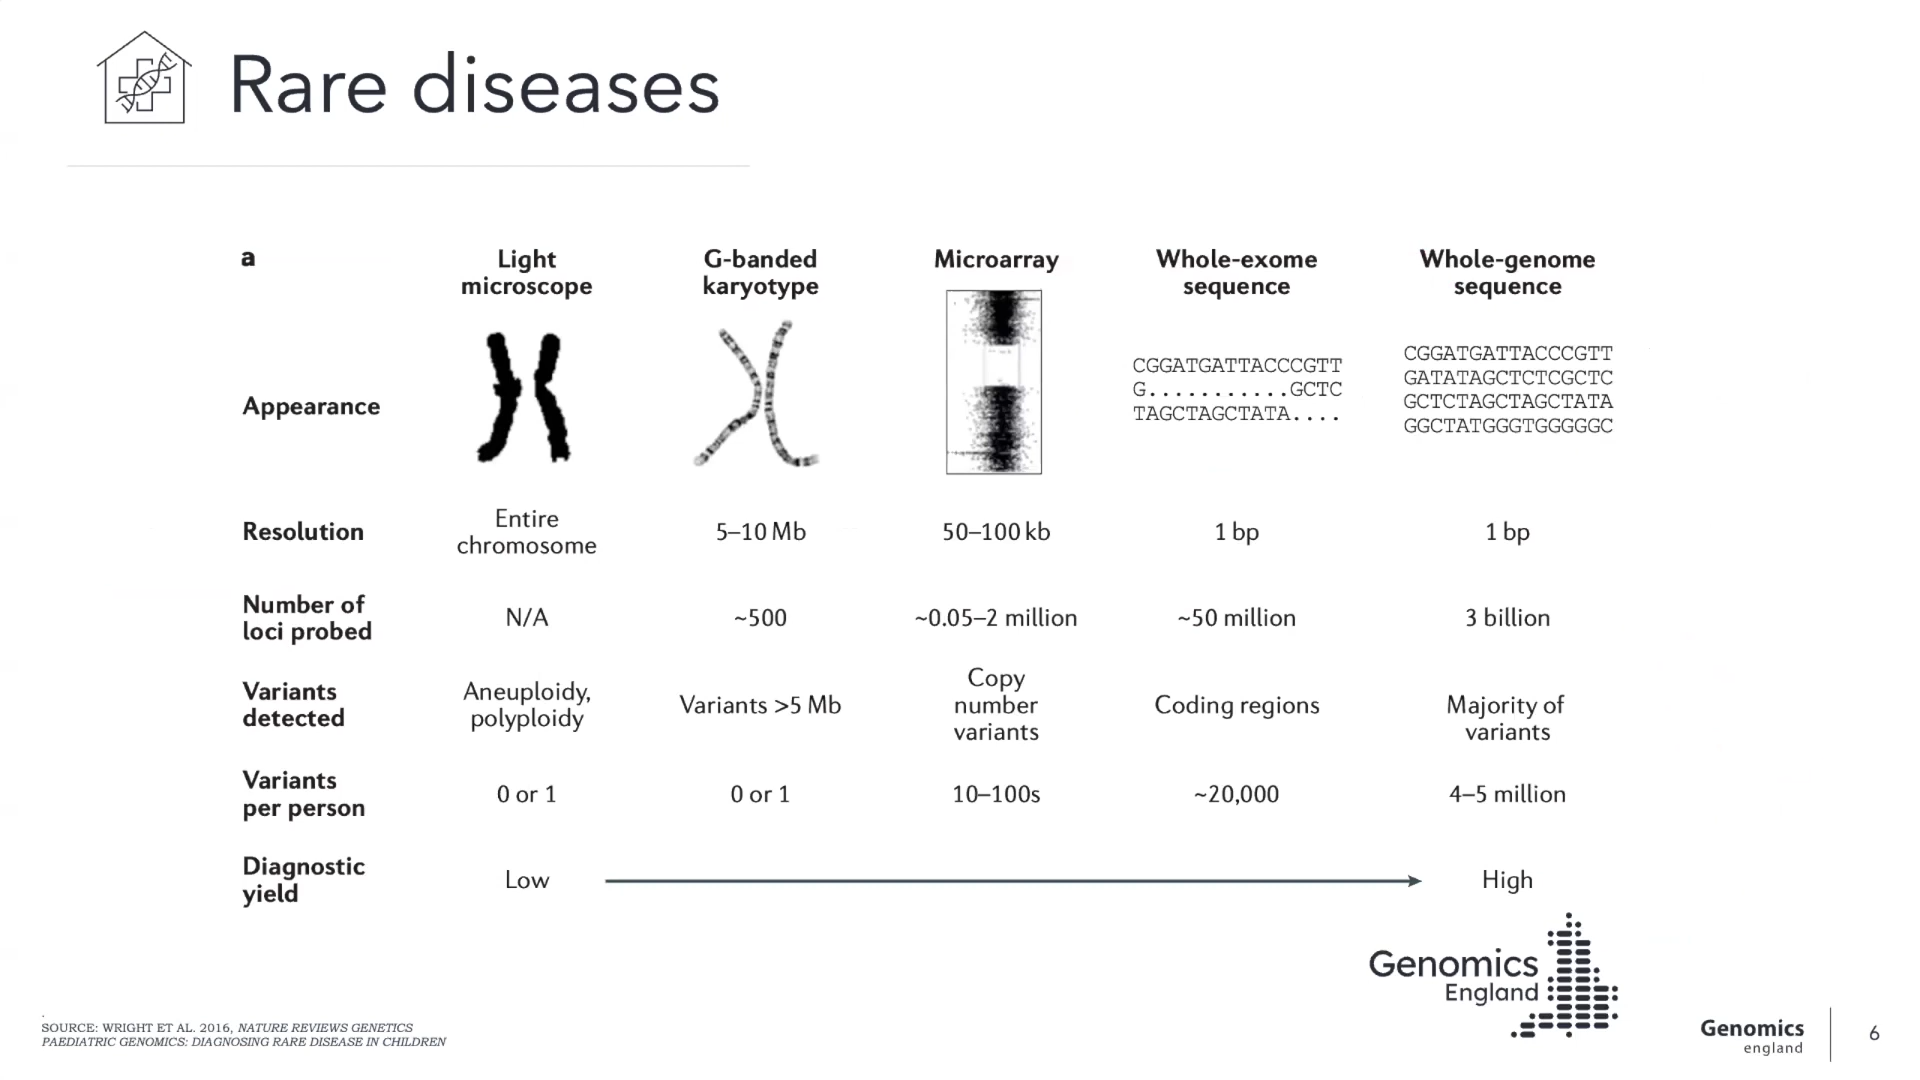 Rare diseases
a
Light
microscope
G-banded
karyotype
Microarray
Whole-exome
sequence
Whole-genome
sequence
Appearance
CGGATGATTACCCGTT
G...........GCTC
TAGCTAGCTATA....
CGGATGATTACCCGTT
GATATAGCTCTCGCTC
GCTCTAGCTAGCTATA
GGCTATGGGTGGGGGC
Resolution
Entire
chromosome
5–10 Mb
50–100 kb
1 bp
1 bp
Number of
loci probed
N/A
~500
~0.05–2 million
~50 million
3 billion
Variants
detected
Aneuploidy,
polyploidy
Variants >5 Mb
Copy
number
variants
Coding regions
Majority of
variants
Variants
per person
0 or 1
0 or 1
10–100s
~20,000
4–5 million
Diagnostic
yield
Low
High
Genomics
England
.
SOURCE: WRIGHT ET AL. 2016, NATURE REVIEWS GENETICS
PAEDIATRIC GENOMICS: DIAGNOSING RARE DISEASE IN CHILDREN
Genomics
england
6